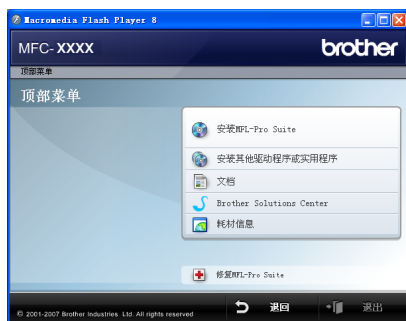 Macromedia Flash Player 8
MFC-XXXX
brother
顶部菜单
顶部菜单
安装MFL-Pro Suite
安装其他驱动程序或实用程序
文档
Brother Solutions Center
耗材信息
修复MFL-Pro Suite
© 2001-2007 Brother Industries Ltd. All rights reserved
退回
退出